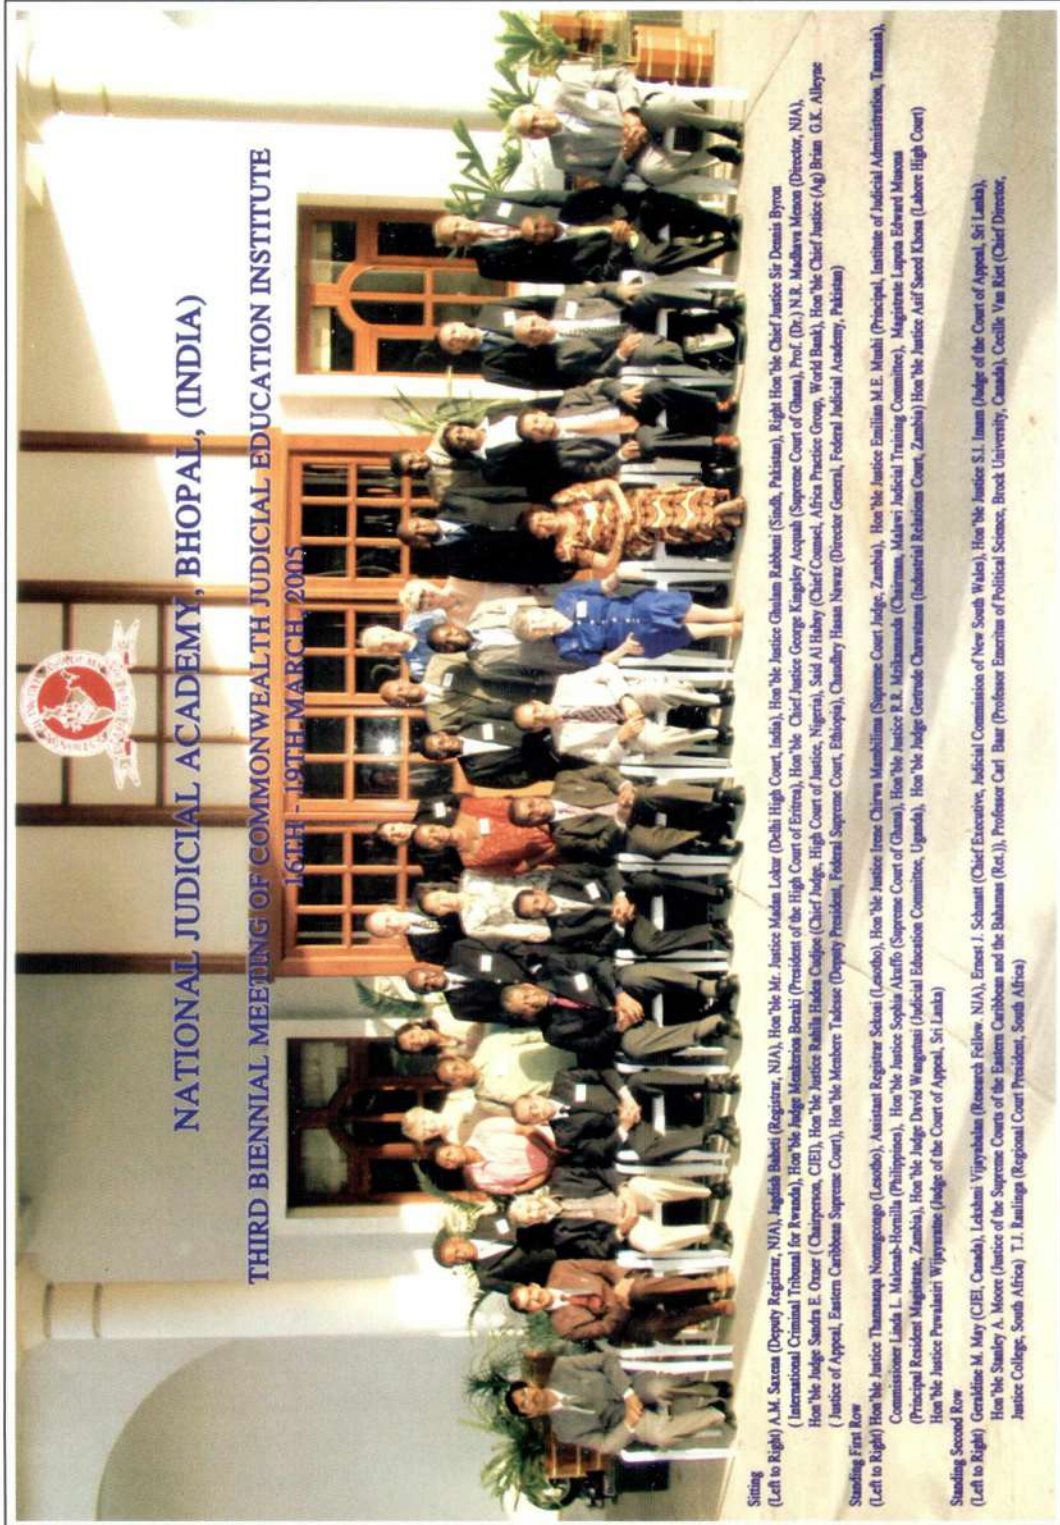 NATIONAL JUDICIAL ACADEMY, BHOPAL, (INDIA)
THIRD BIENNIAL MEETING OF COMMONWEALTH JUDICIAL EDUCATION INSTITUTE
16TH - 19TH MARCH, 2005
Sitting
(Left to Right) A.M. Saxena (Deputy Registrar, NJA), Jagdish Baheti (Registrar, NJA), Hon'ble Mr. Justice Madan Lokur (Delhi High Court, India), Hon'ble Justice Ghulam Rabbani (Sindh, Pakistan), Right Hon'ble Chief Justice Sir Dennis Byron
( International Criminal Tribunal for Rwanda), Hon'ble Judge Menkerios Beraki (President of the High Court of Eritrea), Hon'ble Chief Justice George Kingsley Acquah (Supreme Court of Ghana), Prof. (Dr.) N.R. Madhava Menon (Director, NJA),
Hon'ble Judge Sandra E. Oxner ( Chairperson, CJEI), Hon'ble Justice Rahila Hadea Cudjoe (Chief Judge, High Court of Justice, Nigeria), Said Al Habsy (Chief Counsel, Africa Practice Group, World Bank), Hon'ble Chief Justice (Ag) Brian G.K. Alleyne
( Justice of Appeal, Eastern Caribbean Supreme Court), Hon'ble Menbere Tadesse (Deputy President, Federal Supreme Court, Ethiopia), Chaudhry Hasan Nawaz (Director General, Federal Judicial Academy, Pakistan)
Standing First Row
(Left to Right) Hon'ble Justice Thamsanqa Nomngcongo (Lesotho), Assistant Registrar Sekoai (Lesotho), Hon'ble Justice Irene Chirwa Mambilima (Supreme Court Judge, Zambia), Hon'ble Justice Emilian M.E. Mushi (Principal, Institute of Judicial Administration, Tanzania),
Commissioner Linda L. Malenab-Hornilla (Philippines), Hon'ble Justice Sophia Akuffo (Supreme Court of Ghana), Hon'ble Justice R.R. Mzikamanda (Chairman, Malawi Judicial Training Committee), Magistrate Luputa Edward Musona
(Principal Resident Magistrate, Zambia), Hon'ble Judge David Wangutusi (Judicial Education Committee, Uganda), Hon'ble Judge Gertrude Chawatama (Industrial Relations Court, Zambia) Hon'ble Justice Asif Saeed Khosa (Lahore High Court)
Hon'ble Justice Wijayaratne (Judge of the Court of Appeal, Sri Lanka)
Standing Second Row
(Left to Right) Geraldine M. May (CJEI, Canada), Lekshmi Vijayabalan (Research Fellow, NJA), Ernest J. Schmatt (Chief Executive, Judicial Commission of New South Wales), Hon'ble Justice S.I. Imam (Judge of the Court of Appeal, Sri Lanka),
Hon'ble Stanley A. Moore (Justice of the Supreme Courts of the Eastern Caribbean and the Bahamas (Ret.)), Professor Carl Baar (Professor Emeritus of Political Science, Brock University, Canada), Cecille Van Riet (Chief Director,
Justice College, South Africa) T.J. Raulinga (Regional Court President, South Africa)